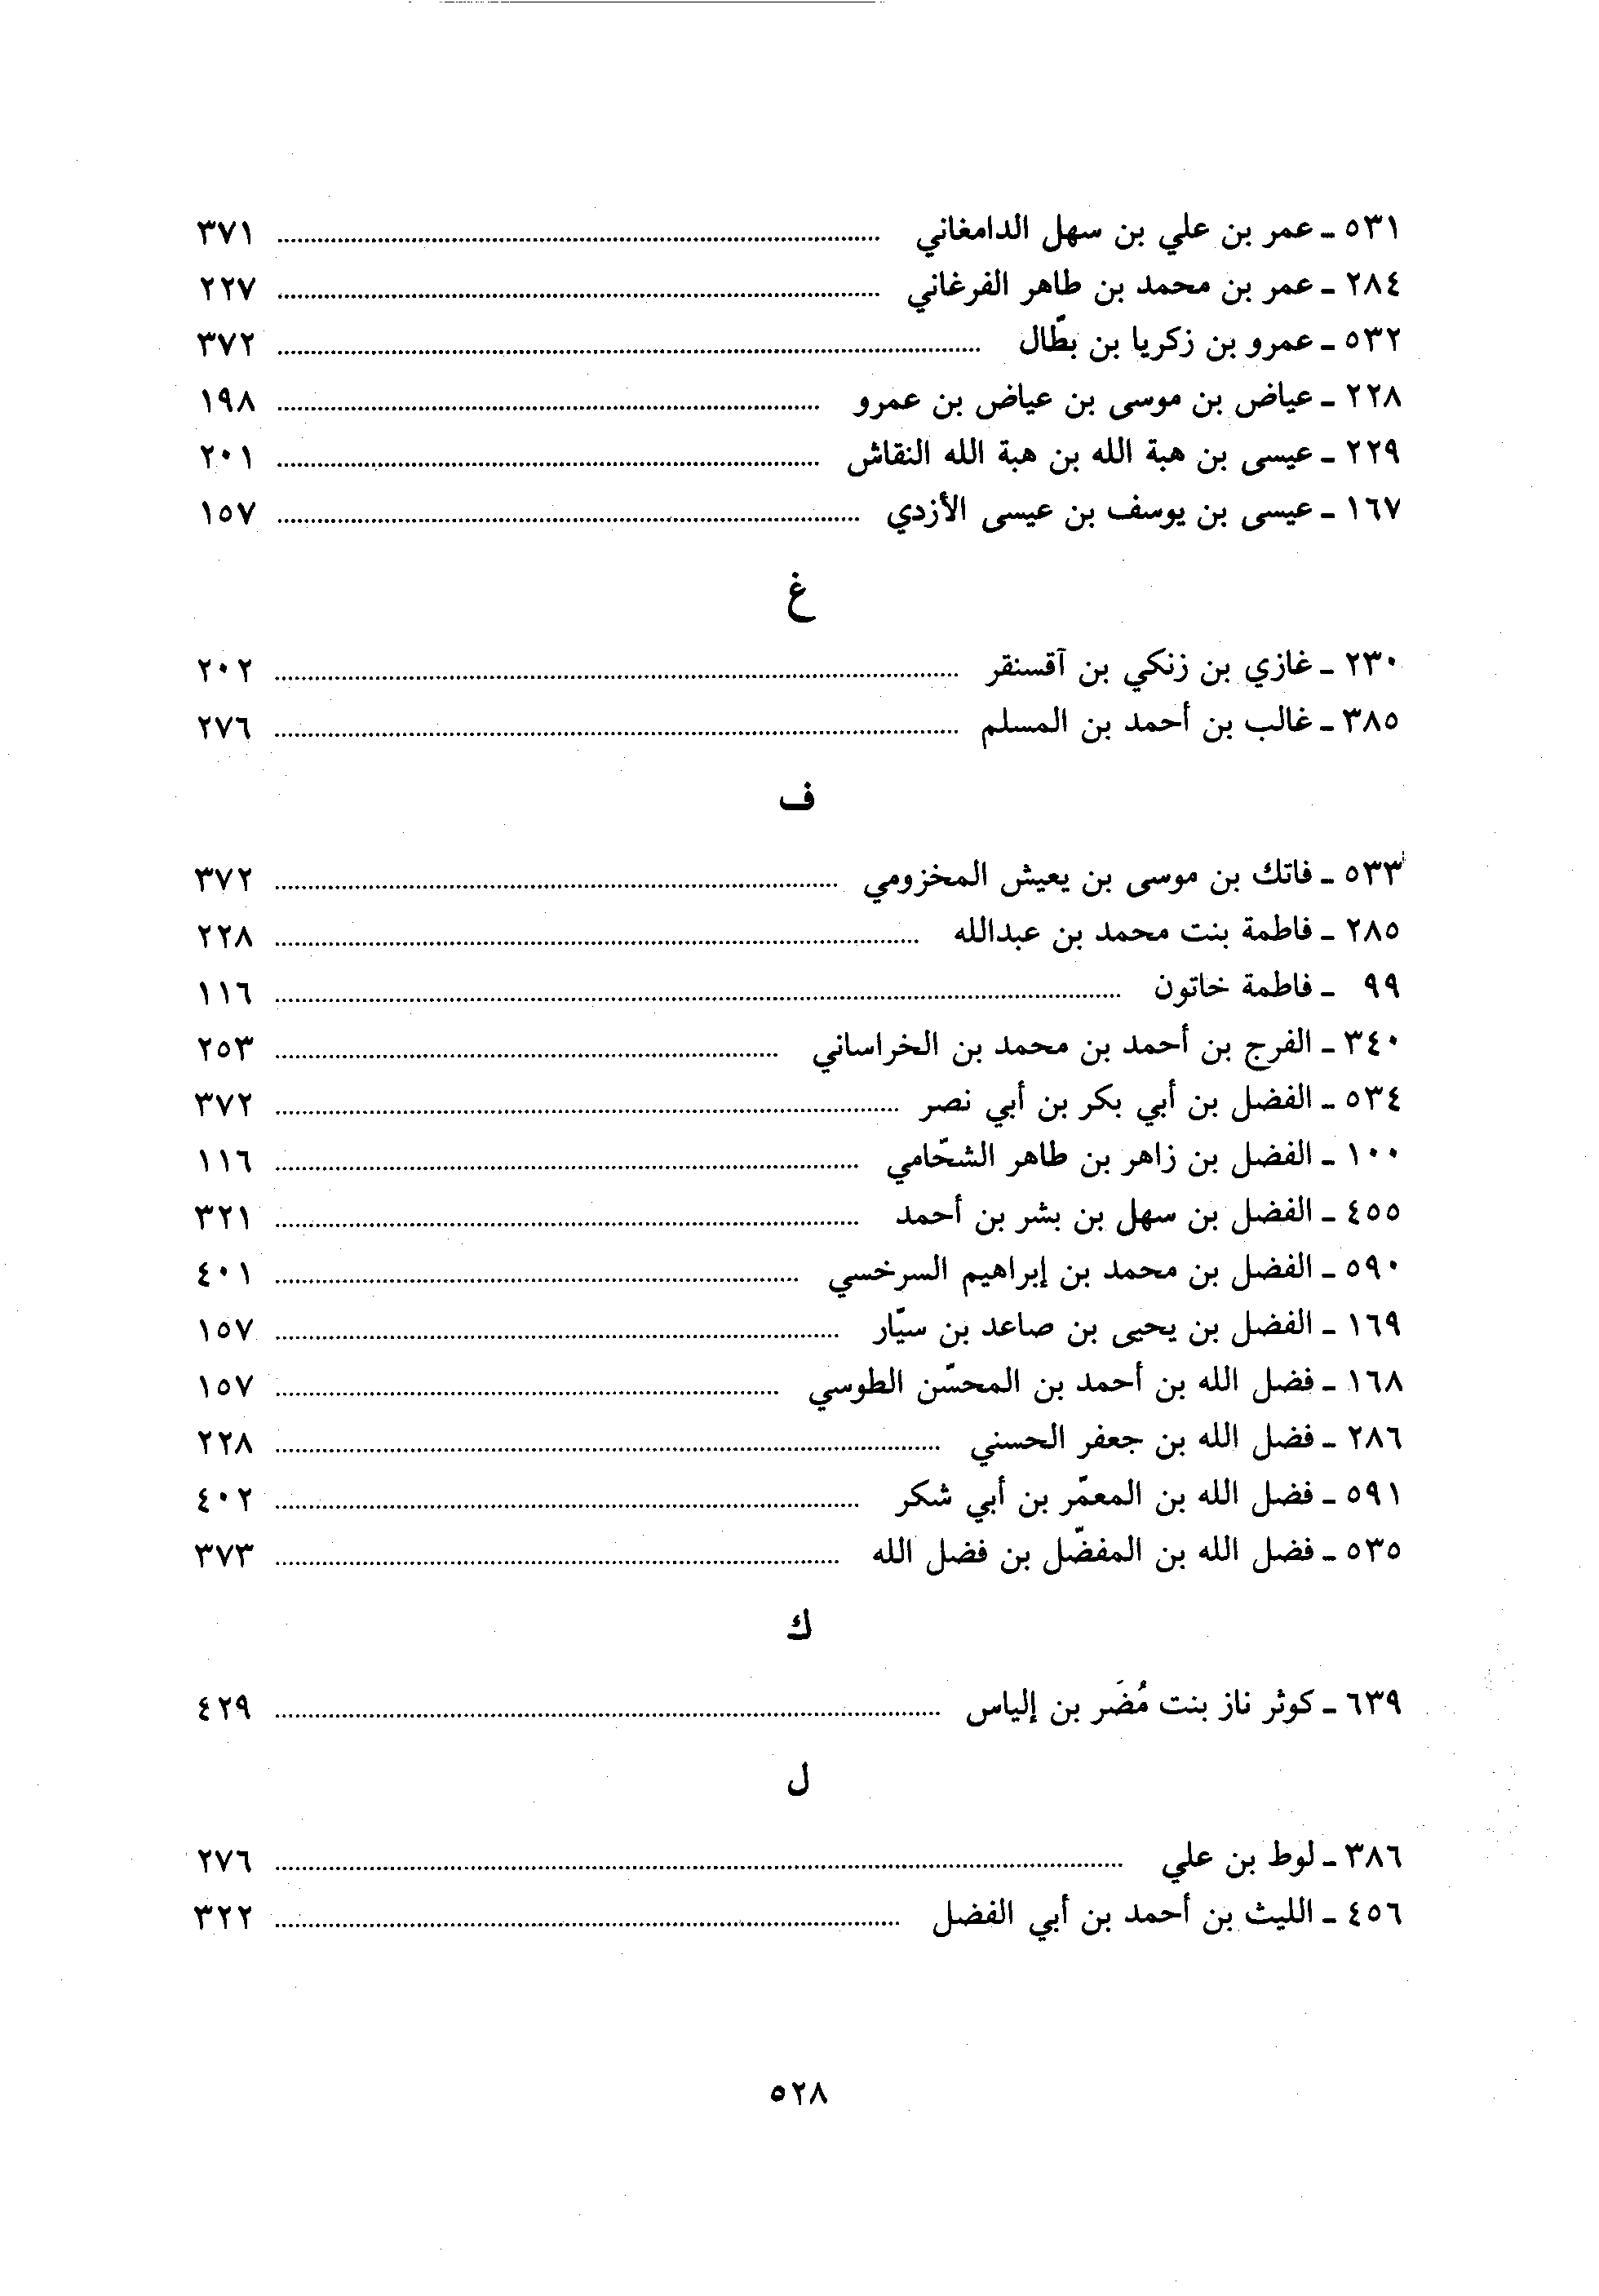 ٥٣١ ـ عمر بن علي بن سهل الدامغاني ........ ٣٧١
٢٨٤ ـ عمر بن محمد بن طاهر الفرغاني ........ ٢٢٧
٥٣٢ ـ عمرو بن زكريا بن بطّال ........ ٣٧٢
٢٢٨ ـ عياض بن موسى بن عياض بن عمرو ........ ١٩٨
٢٢٩ ـ عيسى بن هبة الله بن هبة الله النقاش ........ ٢٠١
١٦٧ ـ عيسى بن يوسف بن عيسى الأزدي ........ ١٥٧
غ
٢٣٠ ـ غازي بن زنكي بن آقسنقر ........ ٢٠٢
٣٨٥ ـ غالب بن أحمد بن المسلم ........ ٢٧٦
ف
٥٣٣ ـ فاتك بن موسى بن يعيش المخزومي ........ ٣٧٢
٢٨٥ ـ فاطمة بنت محمد بن عبدالله ........ ٢٢٨
٩٩ ـ فاطمة خاتون ........ ١١٦
٣٤٠ ـ الفرج بن أحمد بن محمد بن الخراساني ........ ٢٥٣
٥٣٤ ـ الفضل بن أبي بكر بن أبي نصر ........ ٣٧٢
١٠٠ ـ الفضل بن زاهر بن طاهر الشحّامي ........ ١١٦
٤٥٥ ـ الفضل بن سهل بن بشر بن أحمد ........ ٣٢١
٥٩٠ ـ الفضل بن محمد بن إبراهيم السرخسي ........ ٤٠١
١٦٩ ـ الفضل بن يحيى بن صاعد بن سيّار ........ ١٥٧
١٦٨ ـ فضل الله بن أحمد بن المحسّن الطوسي ........ ١٥٧
٢٨٦ ـ فضل الله بن جعفر الحسني ........ ٢٢٨
٥٩١ ـ فضل الله بن المعمّر بن أبي شكر ........ ٤٠٢
٥٣٥ ـ فضل الله بن المفضّل بن فضل الله ........ ٣٧٣
ك
٦٣٩ ـ كوثر ناز بنت مُضَر بن إلياس ........ ٤٢٩
ل
٣٨٦ ـ لوط بن علي ........ ٢٧٦
٤٥٦ ـ الليث بن أحمد بن أبي الفضل ........ ٣٢٢
٥٢٨